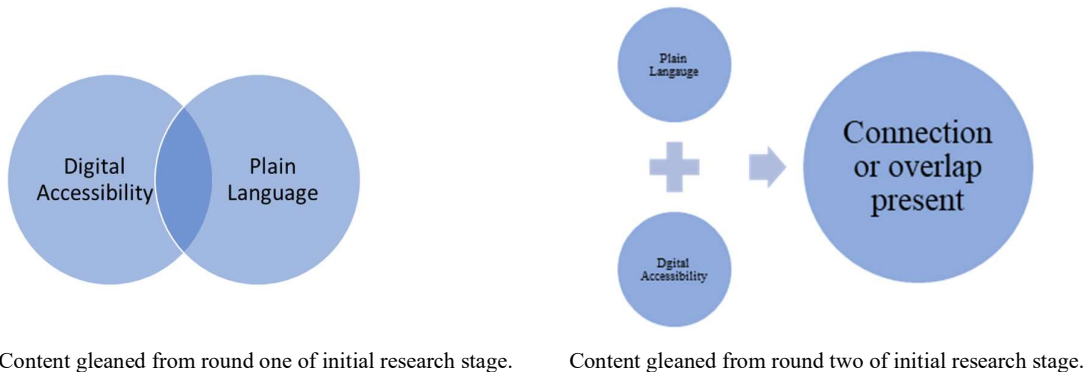 Digital
Accessibility
Plain
Language
Content gleaned from round one of initial research stage.
Plain
Langauge
Dgital
Accessibility
Connection
or overlap
present
Content gleaned from round two of initial research stage.